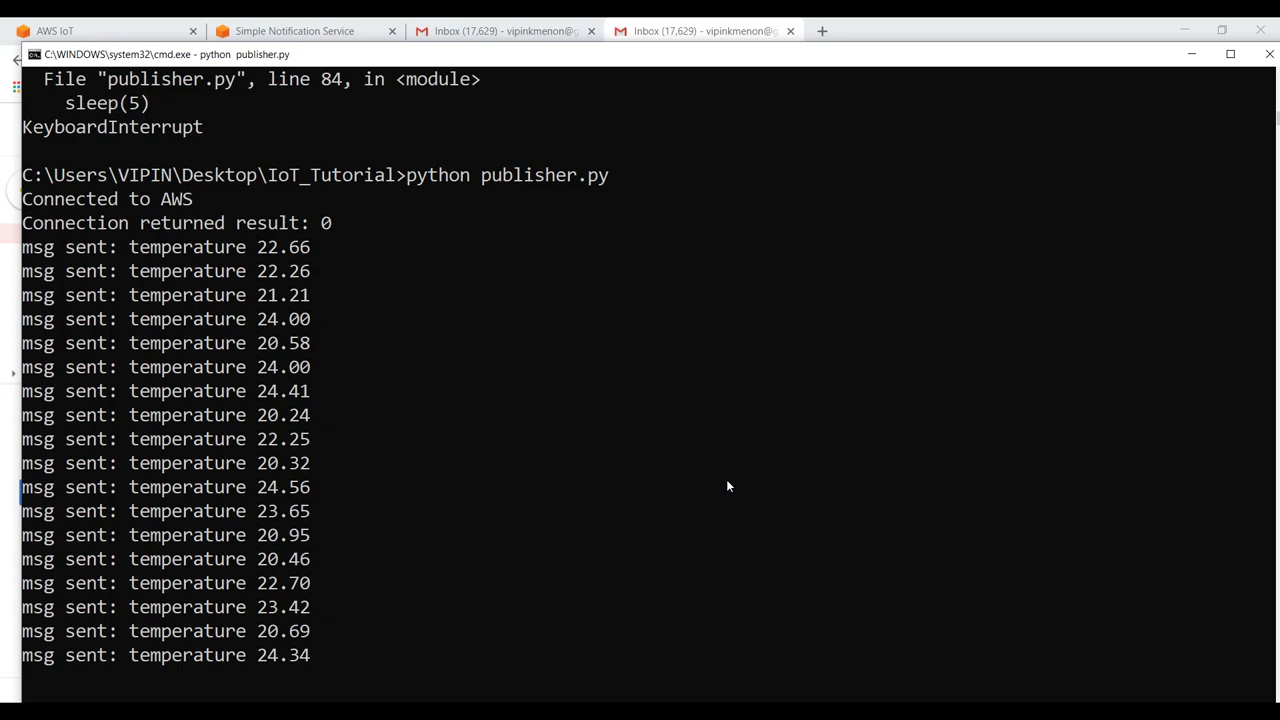 AWS IoT
Simple Notification Service
Inbox (17,629) - vipinkmenon@g
Inbox (17,629) - vipinkmenon@g
C:\WINDOWS\system32\cmd.exe - python  publisher.py
File "publisher.py", line 84, in <module>
sleep(5)
KeyboardInterrupt
C:\Users\VIPIN\Desktop\IoT_Tutorial>python publisher.py
Connected to AWS
Connection returned result: 0
msg sent: temperature 22.66
msg sent: temperature 22.26
msg sent: temperature 21.21
msg sent: temperature 24.00
msg sent: temperature 20.58
msg sent: temperature 24.00
msg sent: temperature 24.41
msg sent: temperature 20.24
msg sent: temperature 22.25
msg sent: temperature 20.32
msg sent: temperature 24.56
msg sent: temperature 23.65
msg sent: temperature 20.95
msg sent: temperature 20.46
msg sent: temperature 22.70
msg sent: temperature 23.42
msg sent: temperature 20.69
msg sent: temperature 24.34